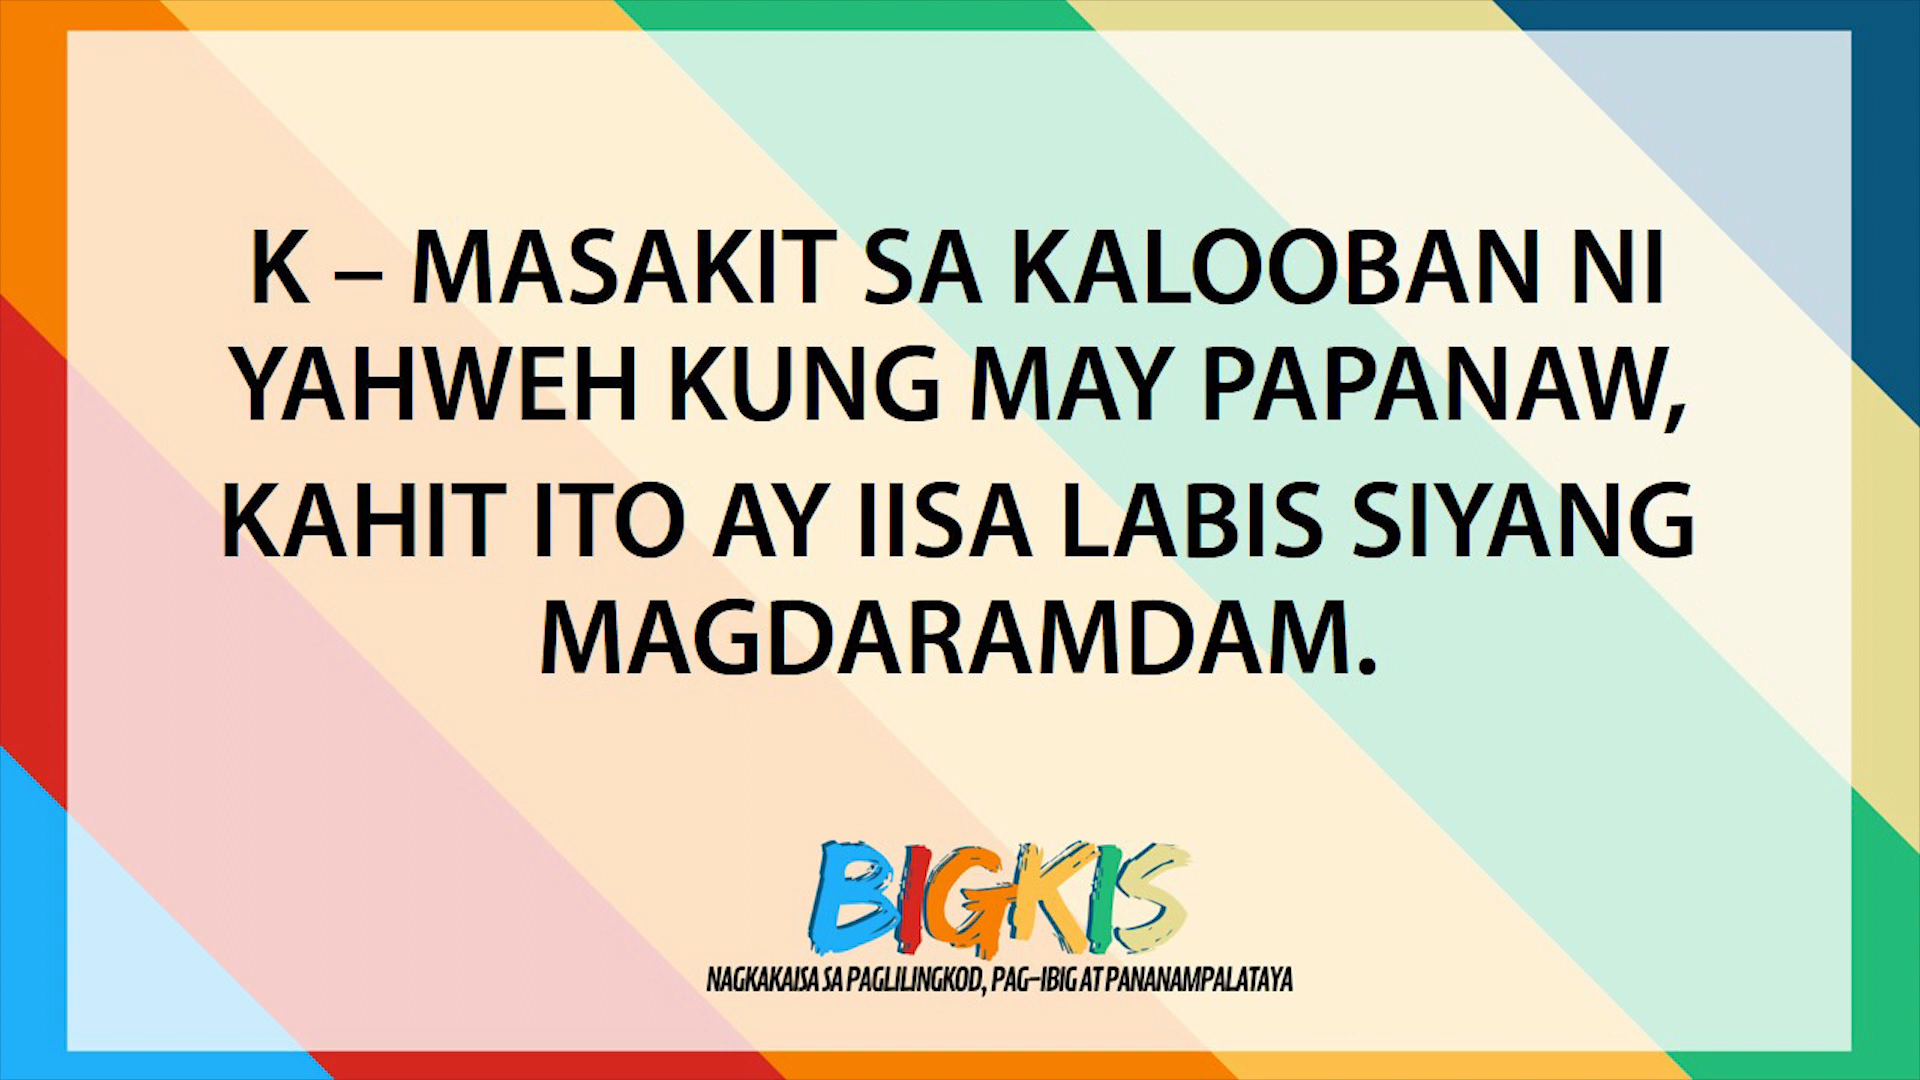 K – MASAKIT SA KALOOBAN NI
YAHWEH KUNG MAY PAPANAW,
KAHIT ITO AY IISA LABIS SIYANG
MAGDARAMDAM.
BIGKIS
NAGKAKAISA SA PAGLILINGKOD, PAG-IBIG AT PANANAMPALATAYA